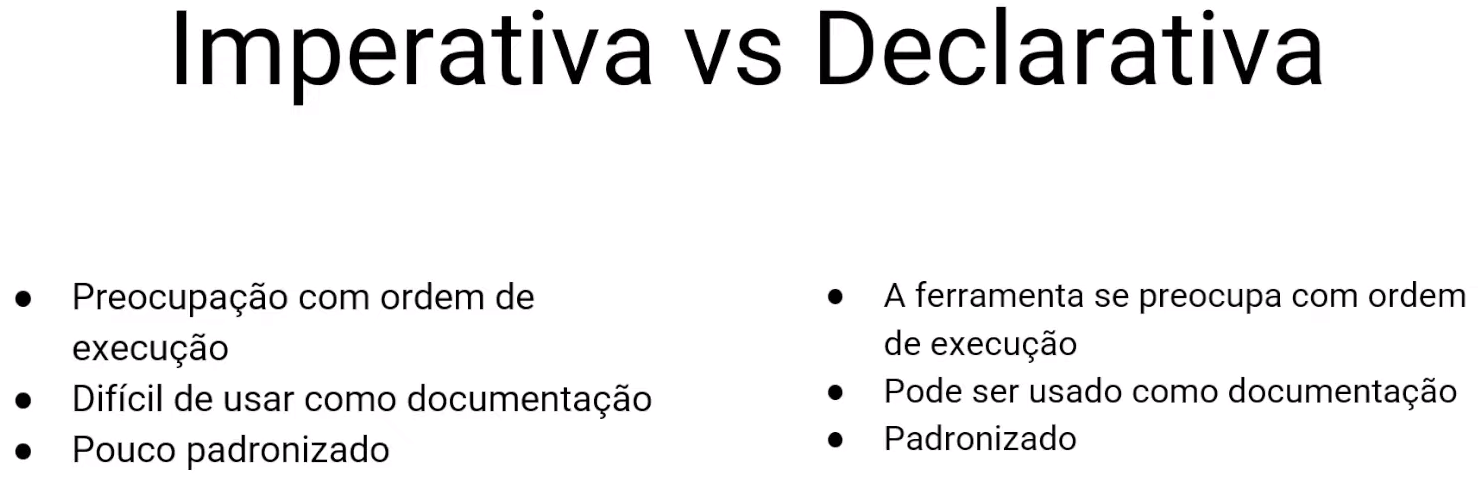 Imperativa vs Declarativa
● Preocupação com ordem de
execução
● Difícil de usar como documentação
● Pouco padronizado
● A ferramenta se preocupa com ordem
de execução
● Pode ser usado como documentação
● Padronizado